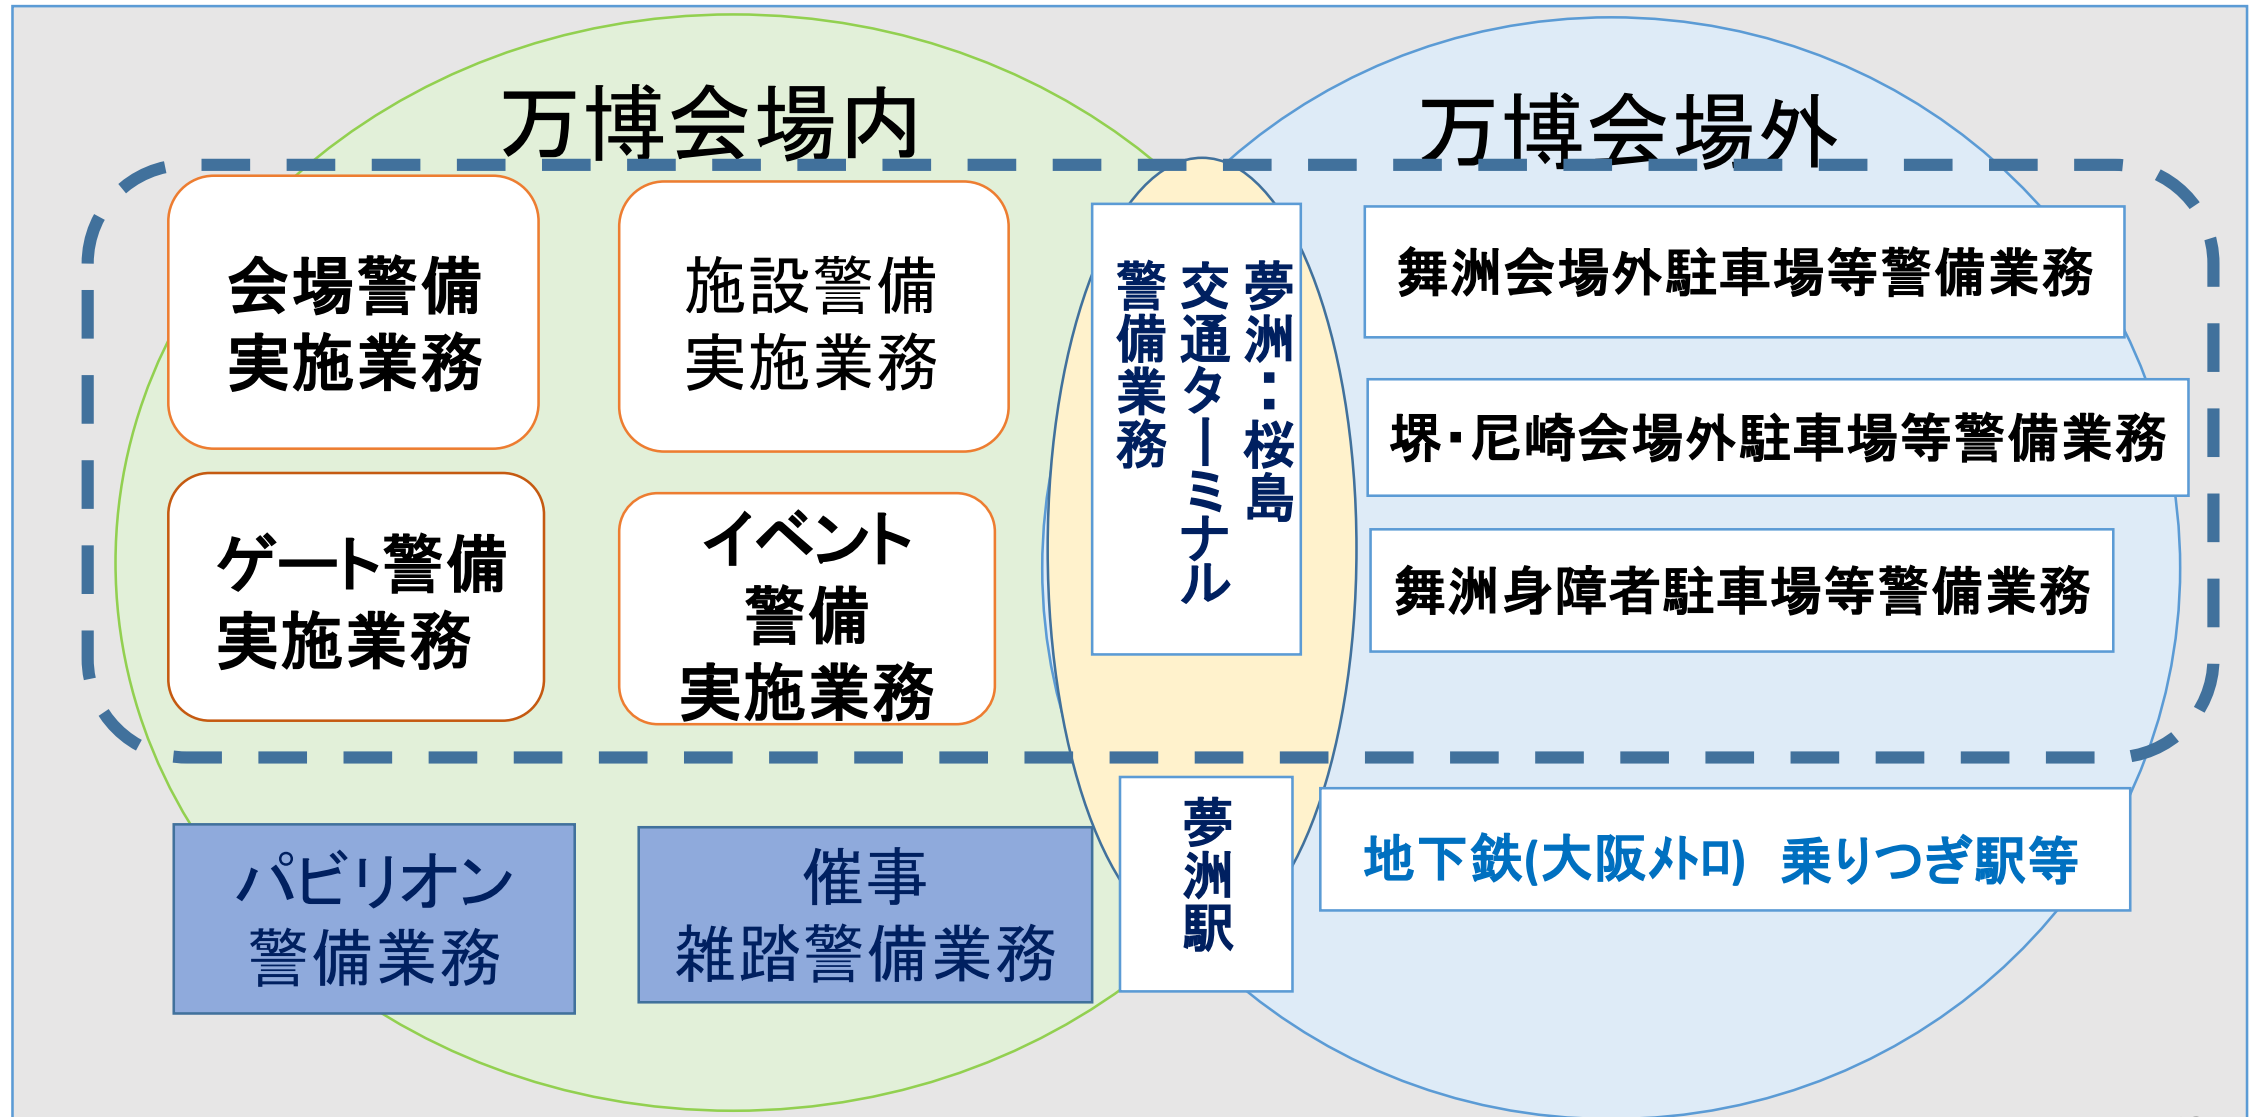 万博会場内
万博会場外
会場警備
実施業務
施設警備
実施業務
ゲート警備
実施業務
イベント
警備
実施業務
夢洲：桜島
交通ターミナル
警備業務
舞洲会場外駐車場等警備業務
堺・尼崎会場外駐車場等警備業務
舞洲身障者駐車場等警備業務
パビリオン
警備業務
催事
雑踏警備業務
夢洲駅
地下鉄(大阪ﾒﾄﾛ)　乗りつぎ駅等